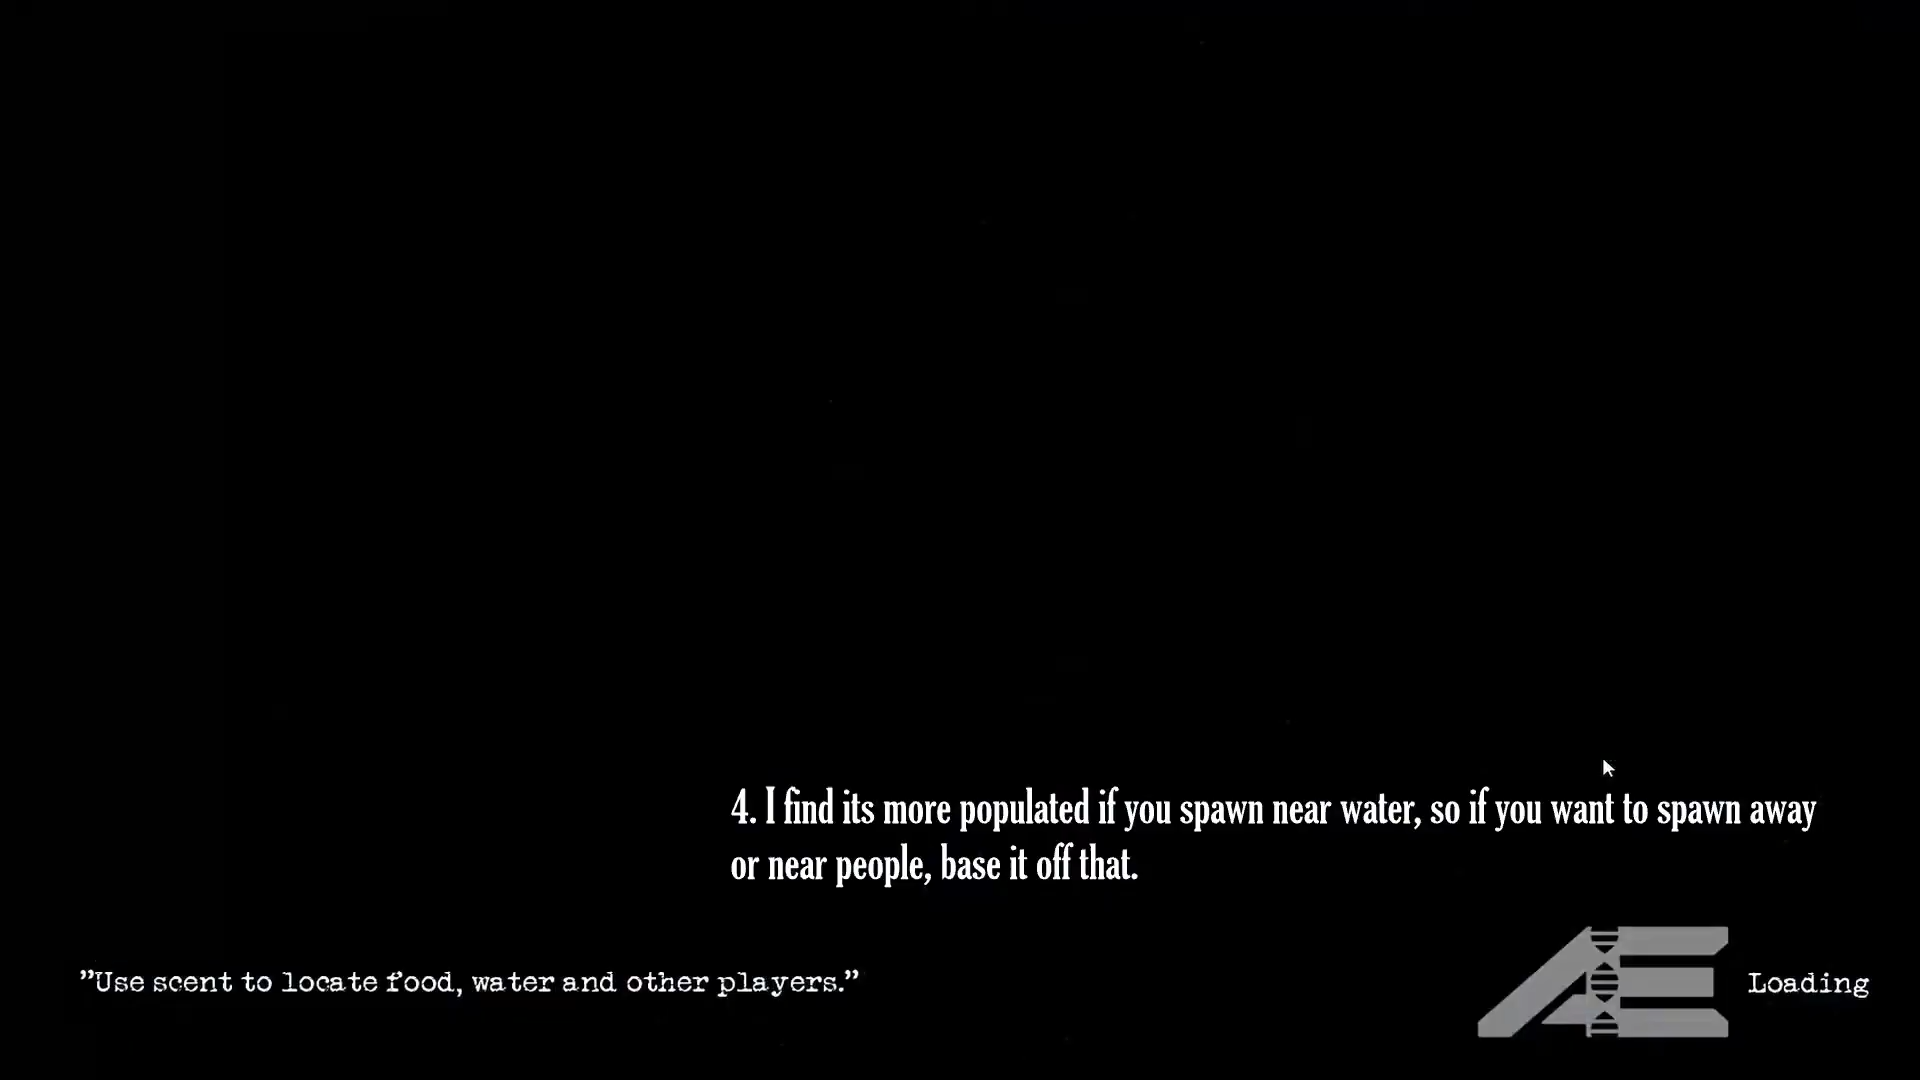 4. I find its more populated if you spawn near water, so if you want to spawn away
or near people, base it off that.
"Use scent to locate food, water and other players."
Loading